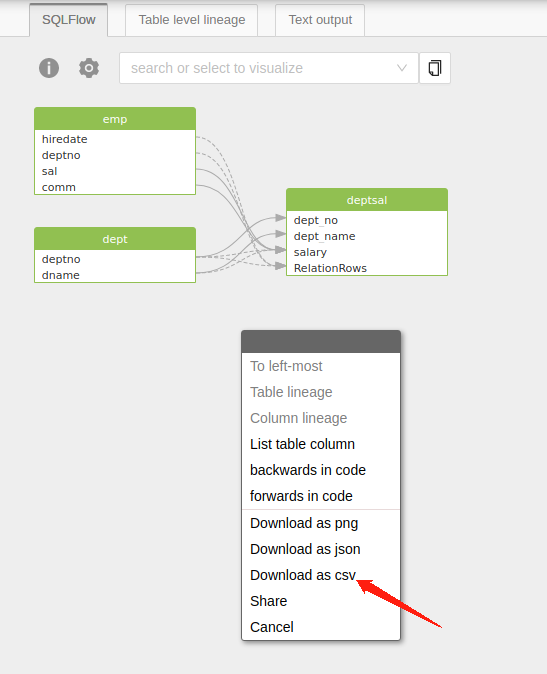 SQLFlow
Table level lineage
Text output
search or select to visualize
emp
hiredate
deptno
sal
comm
dept
deptno
dname
deptsal
dept_no
dept_name
salary
RelationRows
To left-most
Table lineage
Column lineage
List table column
backwards in code
forwards in code
Download as png
Download as json
Download as csv
Share
Cancel